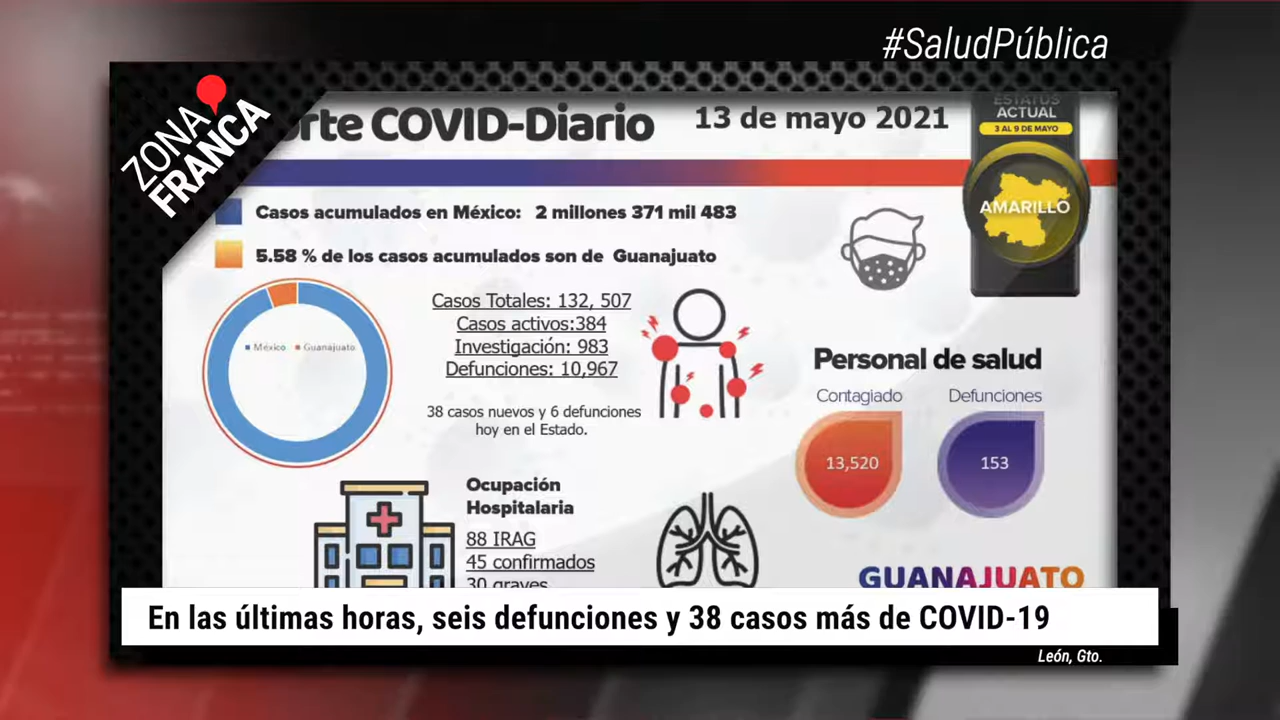 #SaludPública
ZONA
FRANCA
orte COVID-Diario
13 de mayo 2021
ESTATUS
ACTUAL
3 AL 9 DE MAYO
AMARILLO
Casos acumulados en México: 2 millones 371 mil 483
5.58 % de los casos acumulados son de Guanajuato
México Guanajuato
Casos Totales: 132, 507
Casos activos:384
Investigación: 983
Defunciones: 10,967
38 casos nuevos y 6 defunciones
hoy en el Estado.
Personal de salud
Contagiado Defunciones
13,520 153
Ocupación
Hospitalaria
88 IRAG
45 confirmados
30 graves
GUANAJUATO
En las últimas horas, seis defunciones y 38 casos más de COVID-19
León, Gto.